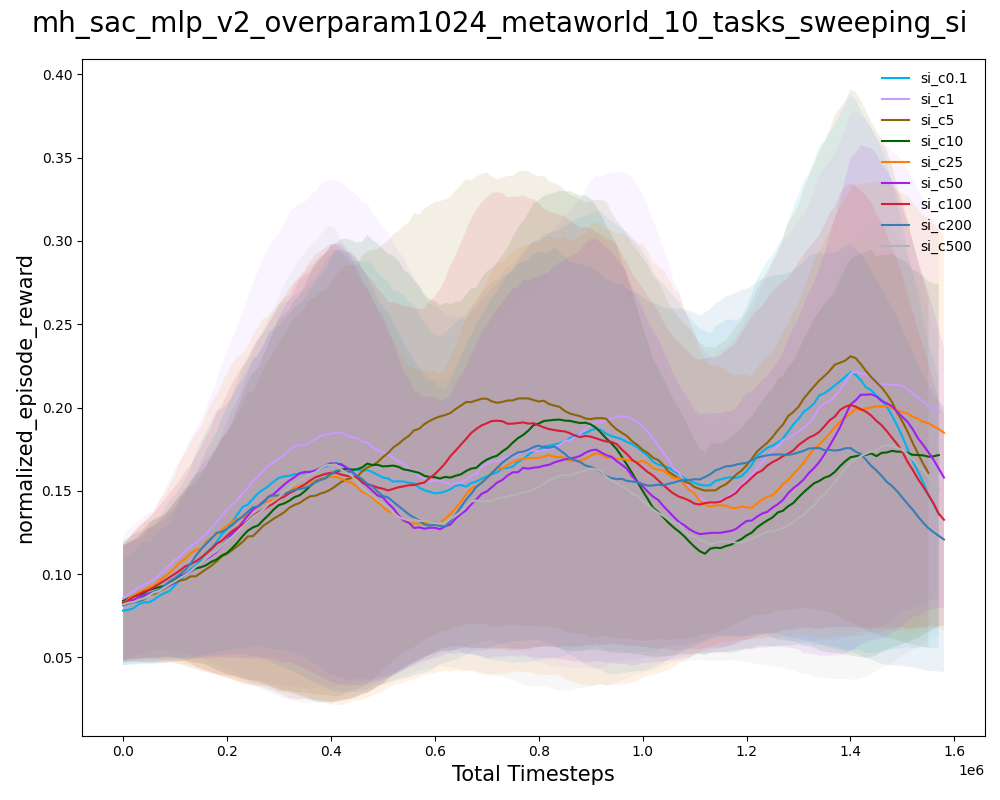 mh_sac_mlp_v2_overparam1024_metaworld_10_tasks_sweeping_si
normalized_episode_reward
0.40
0.35
0.30
0.25
0.20
0.15
0.10
0.05
si_c0.1
si_c1
si_c5
si_c10
si_c25
si_c50
si_c100
si_c200
si_c500
0.0 0.2 0.4 0.6 0.8 1.0 1.2 1.4 1.6
1e6
Total Timesteps